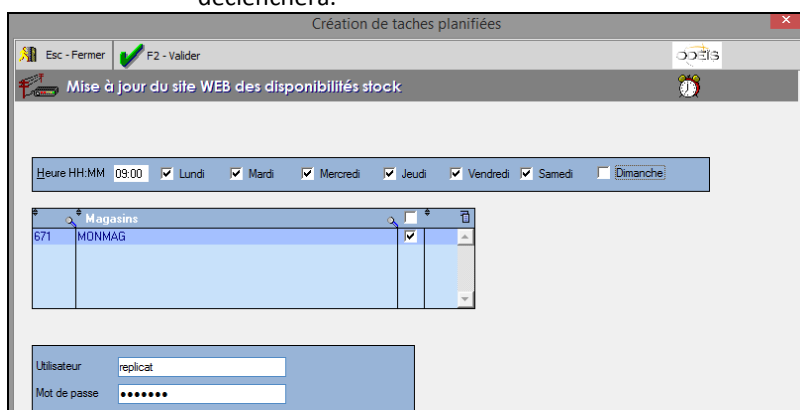 déclenchera.
Création de taches planifiées
Esc - Fermer F2 - Valider
Mise à jour du site WEB des disponibilités stock
Heure HH:MM 09:00 Lundi Mardi Mercredi Jeudi Vendredi Samedi Dimanche
Magasins
671 MONMAG
Utilisateur replicat
Mot de passe •••••••